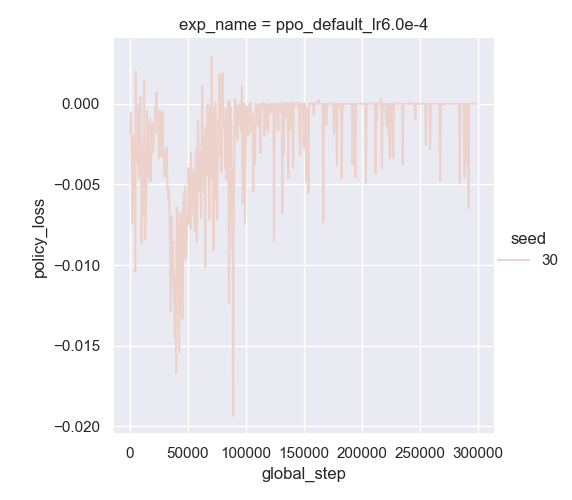 exp_name = ppo_default_lr6.0e-4
0.000
−0.005
−0.010
−0.015
−0.020
policy_loss
0 50000 100000 150000 200000 250000 300000
global_step
seed
30